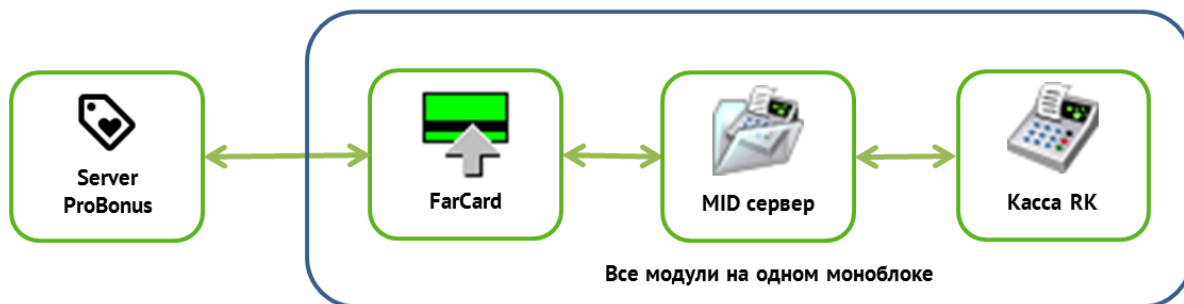 Server
ProBonus
FarCard
MID сервер
Касса RK
Все модули на одном моноблоке